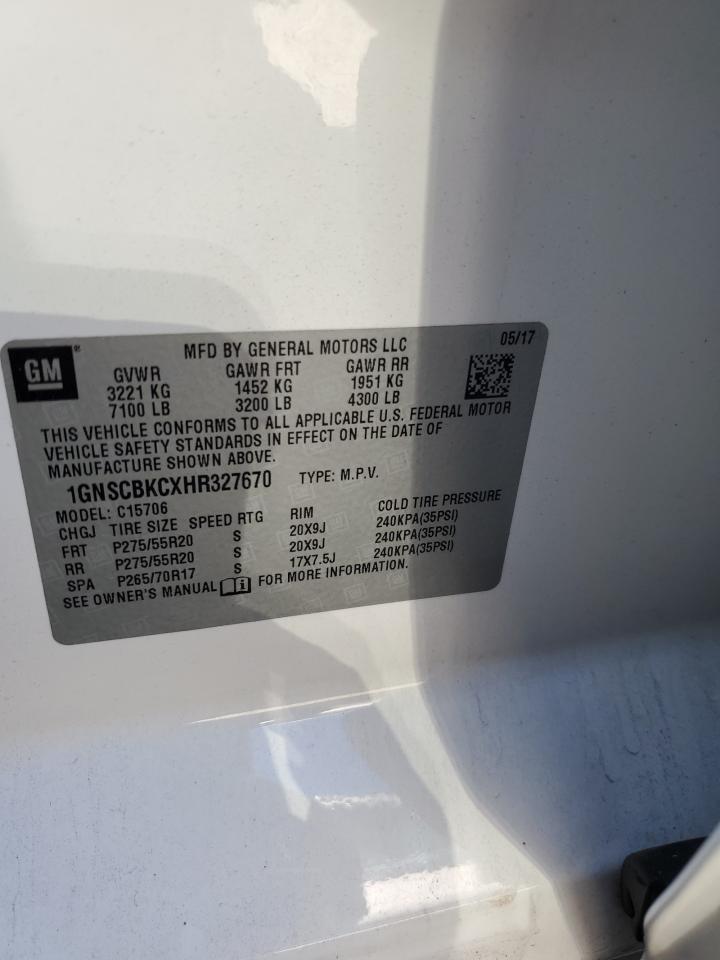 GM
MFD BY GENERAL MOTORS LLC 05/17
GVWR GAWR FRT GAWR RR
3221 KG 1452 KG 1951 KG
7100 LB 3200 LB 4300 LB
THIS VEHICLE CONFORMS TO ALL APPLICABLE U.S. FEDERAL MOTOR
VEHICLE SAFETY STANDARDS IN EFFECT ON THE DATE OF
MANUFACTURE SHOWN ABOVE.
1GNSCBKCXHR327670 TYPE: M.P.V.
MODEL: C15706
CHGJ TIRE SIZE SPEED RTG RIM COLD TIRE PRESSURE
FRT P275/55R20 S 20X9J 240KPA(35PSI)
RR P275/55R20 S 20X9J 240KPA(35PSI)
SPA P265/70R17 S 17X7.5J 240KPA(35PSI)
SEE OWNER'S MANUAL FOR MORE INFORMATION.